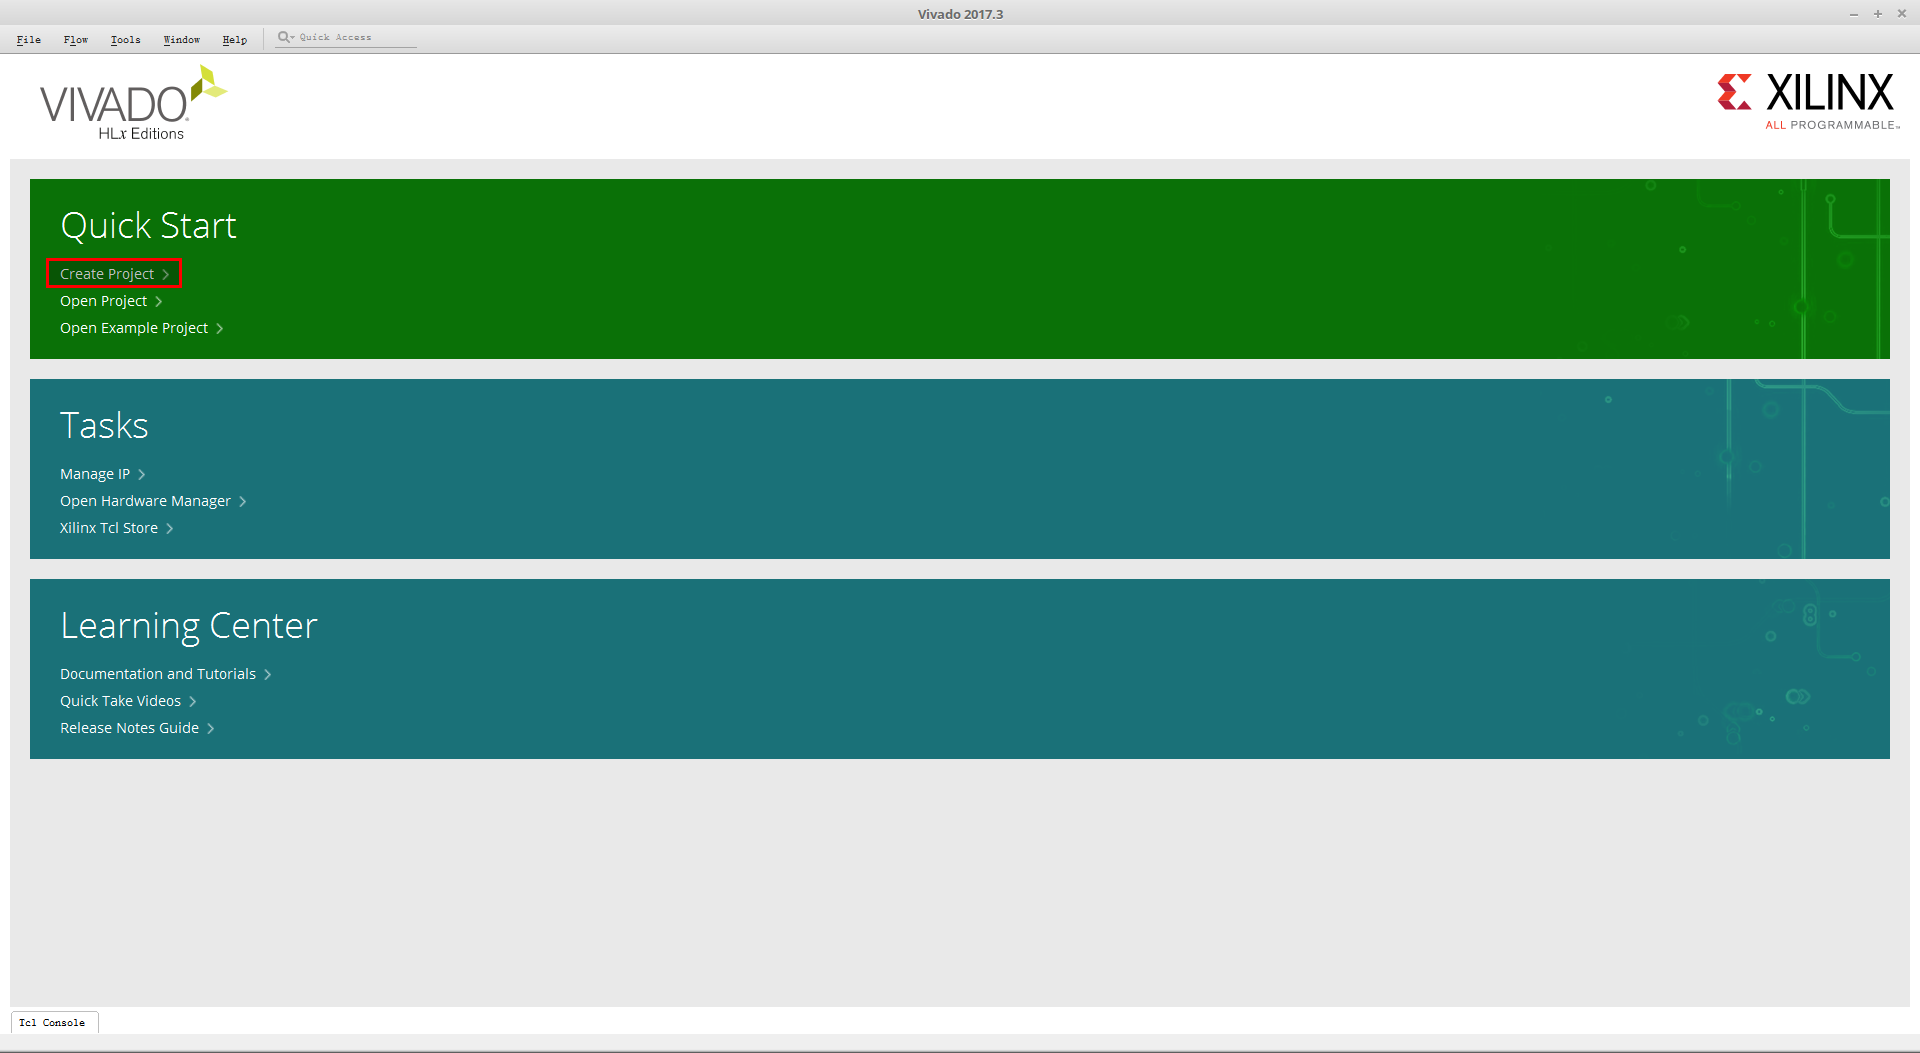 Vivado 2017.3
File Flow Tools Window Help Quick Access
VIVADO.
HLx Editions
XILINX
ALL PROGRAMMABLE™
Quick Start
Create Project
Open Project
Open Example Project
Tasks
Manage IP
Open Hardware Manager
Xilinx Tcl Store
Learning Center
Documentation and Tutorials
Quick Take Videos
Release Notes Guide
Tcl Console